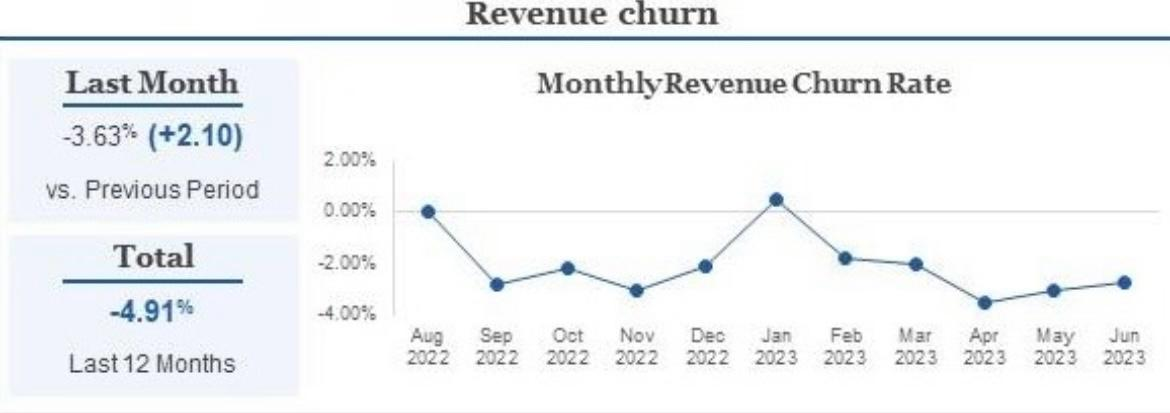 Revenue churn
Last Month
-3.63% (+2.10)
vs. Previous Period
Total
-4.91%
Last 12 Months
Monthly Revenue Churn Rate
2.00%
0.00%
-2.00%
-4.00%
Aug Sep Oct Nov Dec Jan Feb Mar Apr May Jun
2022 2022 2022 2022 2022 2023 2023 2023 2023 2023 2023